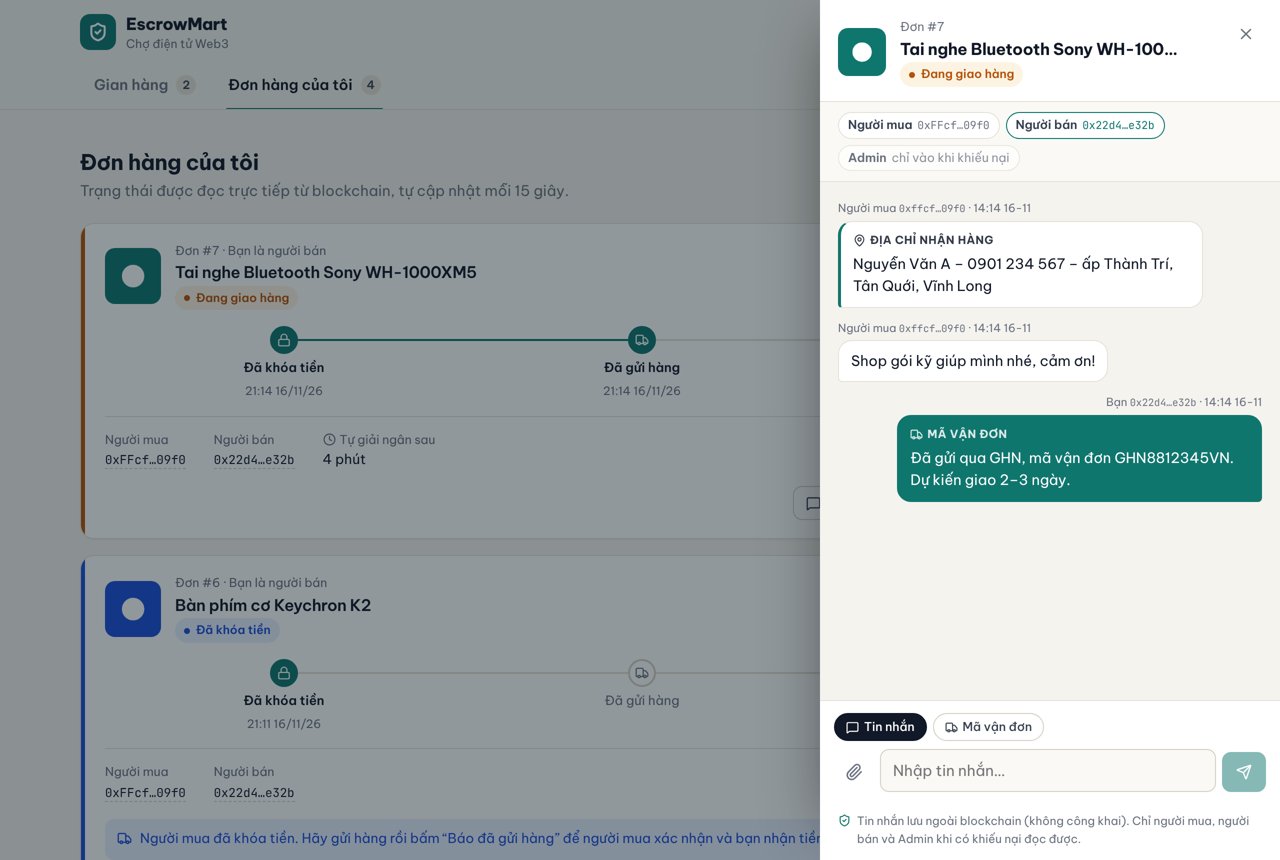 EscrowMart
Chợ điện tử Web3
Gian hàng 2
Đơn hàng của tôi 4
Đơn hàng của tôi
Trạng thái được đọc trực tiếp từ blockchain, tự cập nhật mỗi 15 giây.
Đơn #7 · Bạn là người bán
Tai nghe Bluetooth Sony WH-1000XM5
Đang giao hàng
Đã khóa tiền
Đã gửi hàng
21:14 16/11/26
21:14 16/11/26
Người mua
Người bán
Tự giải ngân sau
0xFFcf…09f0
0x22d4…e32b
4 phút
Đơn #6 · Bạn là người bán
Bàn phím cơ Keychron K2
Đã khóa tiền
Đã khóa tiền
Đã gửi hàng
21:11 16/11/26
Người mua
Người bán
0xFFcf…09f0
0x22d4…e32b
Người mua đã khóa tiền. Hãy gửi hàng rồi bấm “Báo đã gửi hàng” để người mua xác nhận và bạn nhận tiền
Đơn #7
Tai nghe Bluetooth Sony WH-100…
Đang giao hàng
Người mua 0xFFcf…09f0
Người bán 0x22d4…e32b
Admin chỉ vào khi khiếu nại
Người mua 0xffcf…09f0 · 14:14 16-11
ĐỊA CHỈ NHẬN HÀNG
Nguyễn Văn A – 0901 234 567 – ấp Thành Trí,
Tân Quới, Vĩnh Long
Người mua 0xffcf…09f0 · 14:14 16-11
Shop gói kỹ giúp mình nhé, cảm ơn!
Bạn 0x22d4…e32b · 14:14 16-11
MÃ VẬN ĐƠN
Đã gửi qua GHN, mã vận đơn GHN8812345VN.
Dự kiến giao 2–3 ngày.
Tin nhắn
Mã vận đơn
Nhập tin nhắn…
Tin nhắn lưu ngoài blockchain (không công khai). Chỉ người mua, người
bán và Admin khi có khiếu nại đọc được.